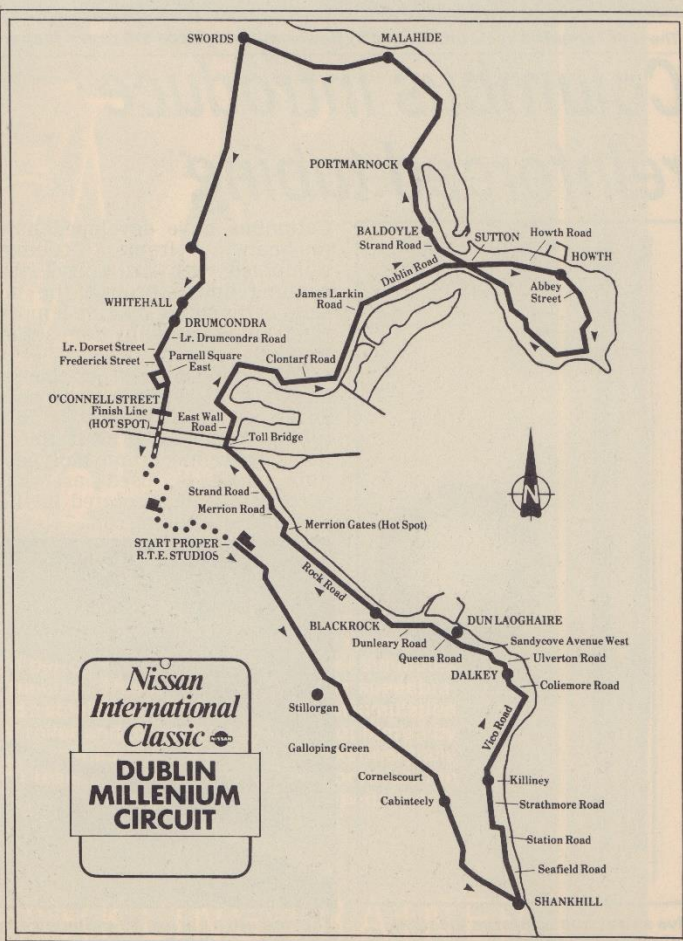 SWORDS
MALAHIDE
PORTMARNOCK
BALDOYLE
Strand Road
SUTTON
Howth Road
HOWTH
Dublin Road
Abbey
Street
James Larkin
Road
WHITEHALL
DRUMCONDRA
Lr. Drumcondra Road
Lr. Dorset Street
Frederick Street
Parnell Square
East
Clontarf Road
O'CONNELL STREET
Finish Line
(HOT SPOT)
East Wall
Road
Toll Bridge
N
Strand Road
Merrion Road
Merrion Gates (Hot Spot)
START PROPER
R.T.E. STUDIOS
Rock Road
BLACKROCK
DUN LAOGHAIRE
Dunleary Road
Sandycove Avenue West
Queens Road
Ulverton Road
DALKEY
Coliemore Road
Vico Road
Stillorgan
Galloping Green
Cornelscourt
Killiney
Cabinteely
Strathmore Road
Station Road
Seafield Road
SHANKHILL
Nissan
International
Classic
NISSAN
DUBLIN
MILLENIUM
CIRCUIT